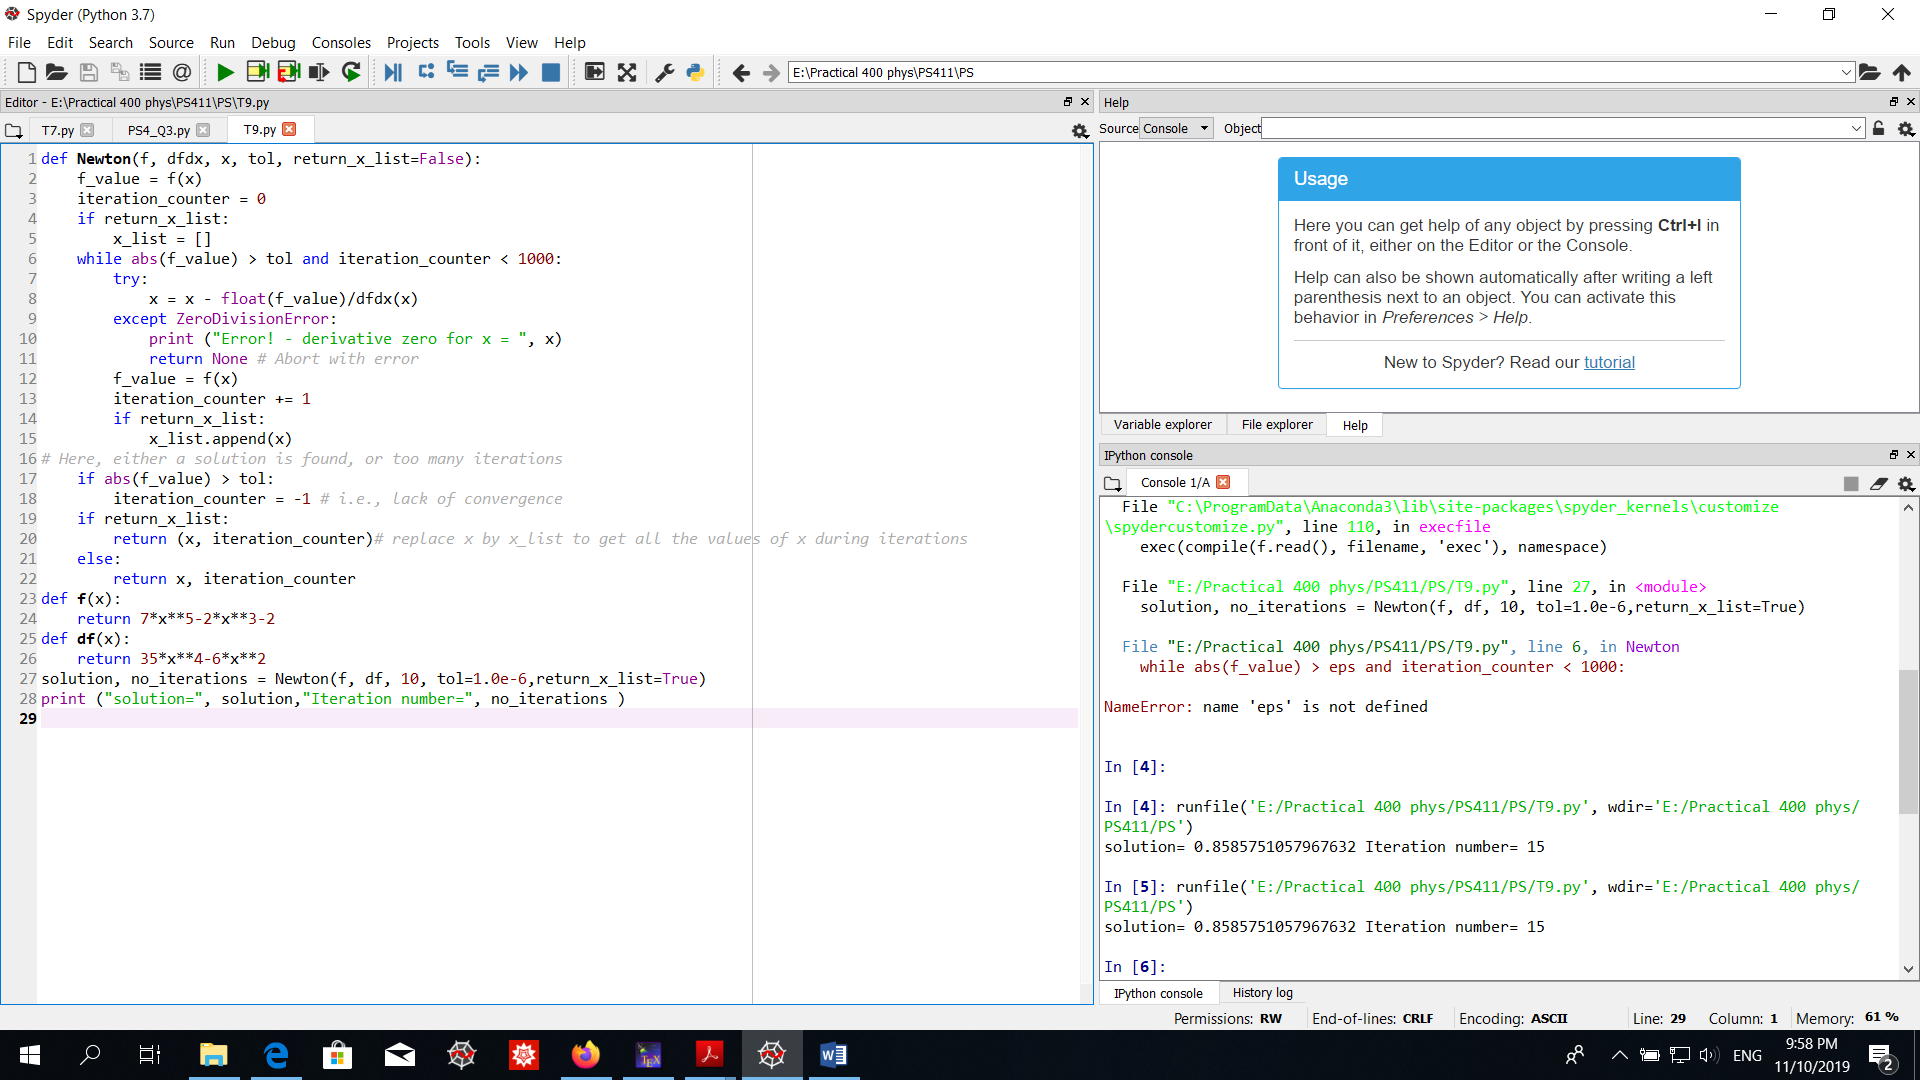 Spyder (Python 3.7)
File Edit Search Source Run Debug Consoles Projects Tools View Help
E:\Practical 400 phys\PS411\PS
Editor - E:\Practical 400 phys\PS411\PS\T9.py
T7.py PS4_Q3.py T9.py
1 def Newton(f, dfdx, x, tol, return_x_list=False):
2     f_value = f(x)
3     iteration_counter = 0
4     if return_x_list:
5         x_list = []
6     while abs(f_value) > tol and iteration_counter < 1000:
7         try:
8             x = x - float(f_value)/dfdx(x)
9         except ZeroDivisionError:
10             print ("Error! - derivative zero for x = ", x)
11             return None # Abort with error
12         f_value = f(x)
13         iteration_counter += 1
14         if return_x_list:
15             x_list.append(x)
16 # Here, either a solution is found, or too many iterations
17     if abs(f_value) > tol:
18         iteration_counter = -1 # i.e., lack of convergence
19     if return_x_list:
20         return (x, iteration_counter)# replace x by x_list to get all the values of x during iterations
21     else:
22         return x, iteration_counter
23 def f(x):
24     return 7*x**5-2*x**3-2
25 def df(x):
26     return 35*x**4-6*x**2
27 solution, no_iterations = Newton(f, df, 10, tol=1.0e-6,return_x_list=True)
28 print ("solution=", solution,"Iteration number=", no_iterations )
29
Help
Source Console Object
Usage
Here you can get help of any object by pressing Ctrl+I in
front of it, either on the Editor or the Console.
Help can also be shown automatically after writing a left
parenthesis next to an object. You can activate this
behavior in Preferences > Help.
New to Spyder? Read our tutorial
Variable explorer File explorer Help
IPython console
Console 1/A
File "C:\ProgramData\Anaconda3\lib\site-packages\spyder_kernels\customize
\spydercustomize.py", line 110, in execfile
exec(compile(f.read(), filename, 'exec'), namespace)
File "E:/Practical 400 phys/PS411/PS/T9.py", line 27, in <module>
solution, no_iterations = Newton(f, df, 10, tol=1.0e-6,return_x_list=True)
File "E:/Practical 400 phys/PS411/PS/T9.py", line 6, in Newton
while abs(f_value) > eps and iteration_counter < 1000:
NameError: name 'eps' is not defined
In [4]:
In [4]: runfile('E:/Practical 400 phys/PS411/PS/T9.py', wdir='E:/Practical 400 phys/
PS411/PS')
solution= 0.8585751057967632 Iteration number= 15
In [5]: runfile('E:/Practical 400 phys/PS411/PS/T9.py', wdir='E:/Practical 400 phys/
PS411/PS')
solution= 0.8585751057967632 Iteration number= 15
In [6]:
IPython console History log
Permissions: RW End-of-lines: CRLF Encoding: ASCII Line: 29 Column: 1 Memory: 61 %
ENG
9:58 PM
11/10/2019
2